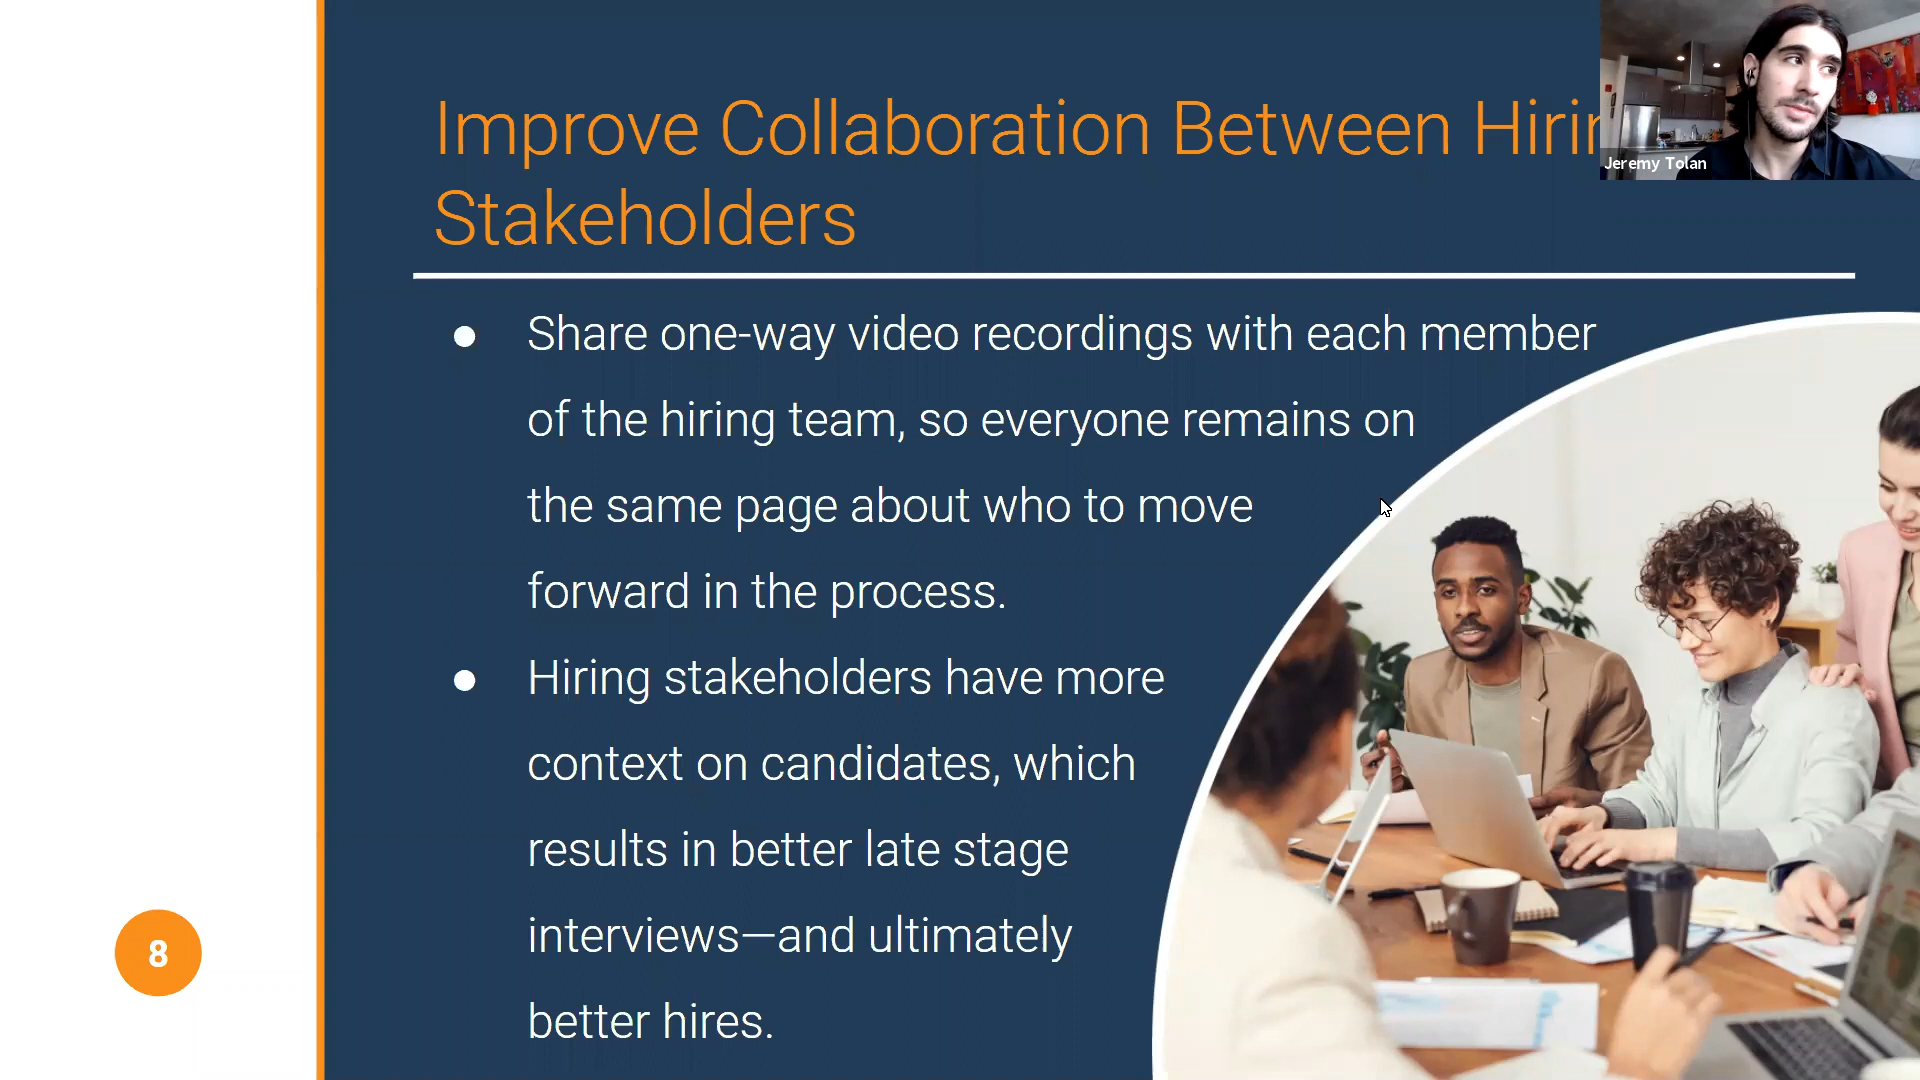 Improve Collaboration Between Hirin
Stakeholders
Jeremy Tolan
● Share one-way video recordings with each member
of the hiring team, so everyone remains on
the same page about who to move
forward in the process.
● Hiring stakeholders have more
context on candidates, which
results in better late stage
interviews—and ultimately
better hires.
8